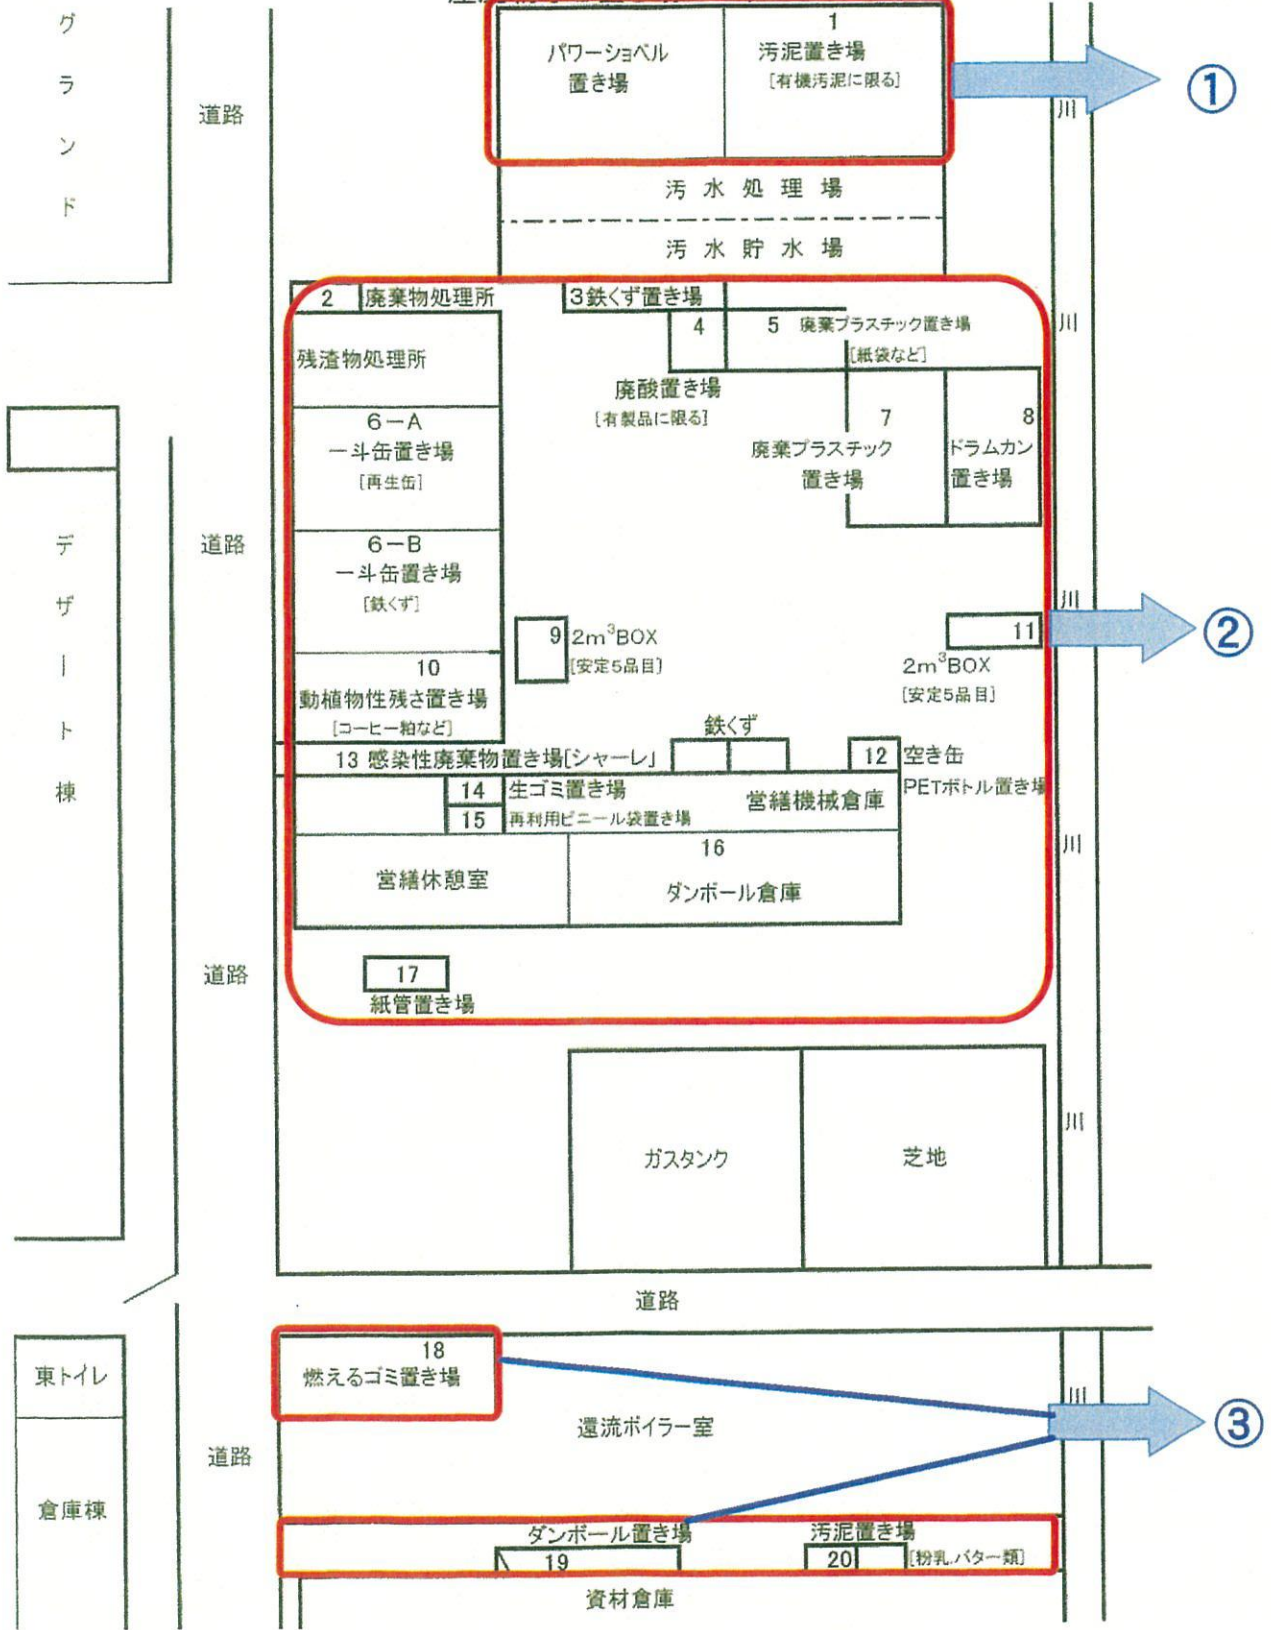 グランド
道路
パワーショベル
置き場
1
汚泥置き場
[有機汚泥に限る]
①
川
汚水処理場
汚水貯水場
2 廃棄物処理所
3鉄くず置き場
4
5 廃棄プラスチック置き場
[紙袋など]
川
残渣物処理所
廃酸置き場
[有製品に限る]
6-A
一斗缶置き場
[再生缶]
7
廃棄プラスチック
置き場
8
ドラムカン
置き場
デザート棟
道路
6-B
一斗缶置き場
[鉄くず]
9 2m³BOX
[安定5品目]
川
11
2m³BOX
[安定5品目]
②
10
動植物性残さ置き場
[コーヒー粕など]
鉄くず
13 感染性廃棄物置き場[シャーレ」
12 空き缶
PETボトル置き場
14 生ゴミ置き場
15 再利用ビニール袋置き場
営繕機械倉庫
川
営繕休憩室
16
ダンボール倉庫
道路
17
紙管置き場
ガスタンク
芝地
川
道路
東トイレ
18
燃えるゴミ置き場
川
③
還流ボイラー室
道路
倉庫棟
ダンボール置き場
19
汚泥置き場
20 [粉乳.バター類]
資材倉庫